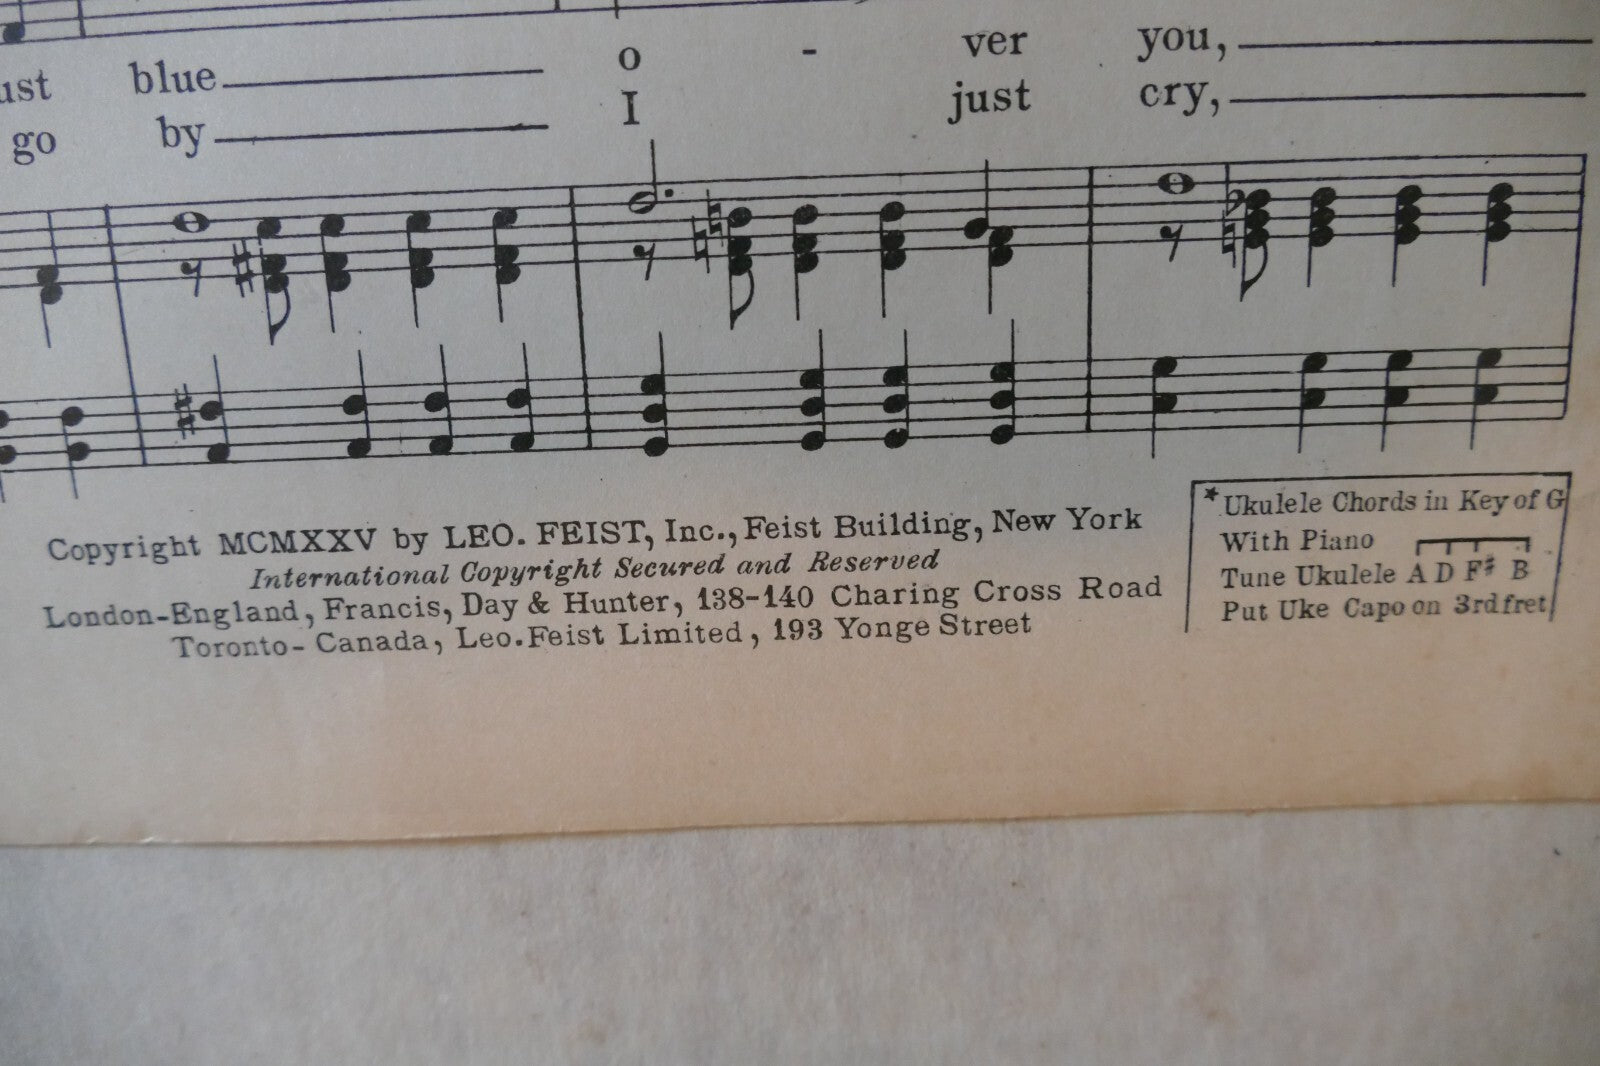 blue o - ver you,
go by I just cry,
Copyright MCMXXV by LEO. FEIST, Inc., Feist Building, New York
International Copyright Secured and Reserved
London-England, Francis, Day & Hunter, 138-140 Charing Cross Road
Toronto- Canada, Leo. Feist Limited, 193 Yonge Street
*Ukulele Chords in Key of G
With Piano
Tune Ukulele A D F# B
Put Uke Capo on 3rd fret